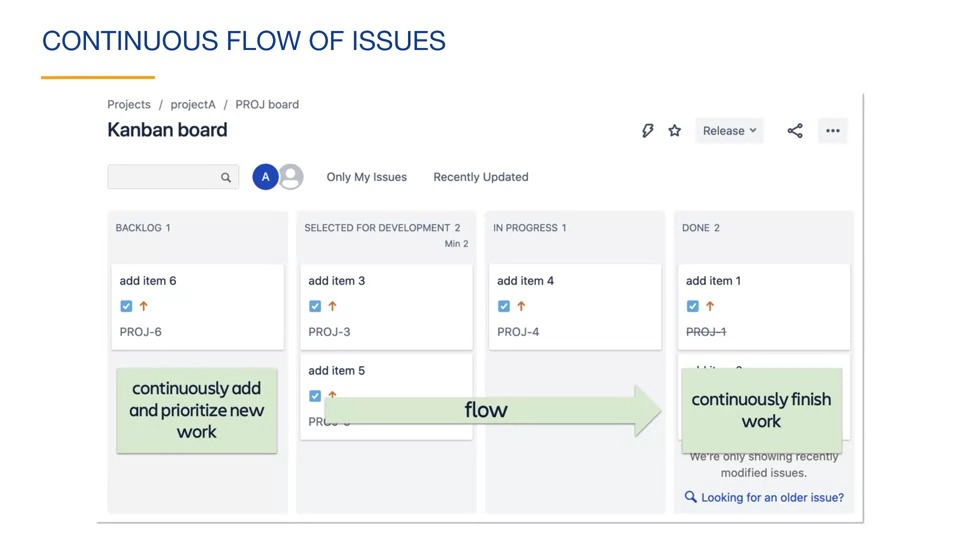 CONTINUOUS FLOW OF ISSUES
Projects / projectA / PROJ board
Kanban board
Release
A
Only My Issues
Recently Updated
BACKLOG 1
SELECTED FOR DEVELOPMENT 2
Min 2
IN PROGRESS 1
DONE 2
add item 6
PROJ-6
add item 3
PROJ-3
add item 4
PROJ-4
add item 1
PROJ-1
add item 5
continuously add
and prioritize new
work
flow
continuously finish
work
We're only showing recently
modified issues.
Looking for an older issue?